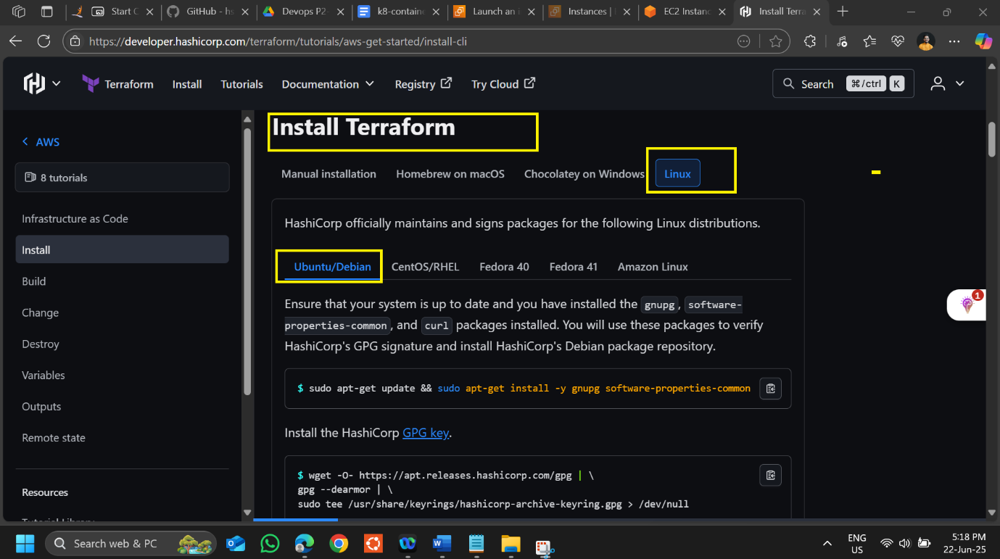 Start C
GitHub - hs
Devops P2-
k8-containe
Launch an i
Instances |
EC2 Instanc
Install Terra
https://developer.hashicorp.com/terraform/tutorials/aws-get-started/install-cli
Terraform
Install
Tutorials
Documentation
Registry
Try Cloud
Search
⌘/ctrl
K
AWS
8 tutorials
Infrastructure as Code
Install
Build
Change
Destroy
Variables
Outputs
Remote state
Resources
Tutorial Library
Install Terraform
Manual installation
Homebrew on macOS
Chocolatey on Windows
Linux
HashiCorp officially maintains and signs packages for the following Linux distributions.
Ubuntu/Debian
CentOS/RHEL
Fedora 40
Fedora 41
Amazon Linux
Ensure that your system is up to date and you have installed the gnupg, software-
properties-common, and curl packages installed. You will use these packages to verify
HashiCorp's GPG signature and install HashiCorp's Debian package repository.
$ sudo apt-get update && sudo apt-get install -y gnupg software-properties-common
Install the HashiCorp GPG key.
$ wget -O- https://apt.releases.hashicorp.com/gpg | \
gpg --dearmor | \
sudo tee /usr/share/keyrings/hashicorp-archive-keyring.gpg > /dev/null
1
Search web & PC
ENG
US
5:18 PM
22-Jun-25